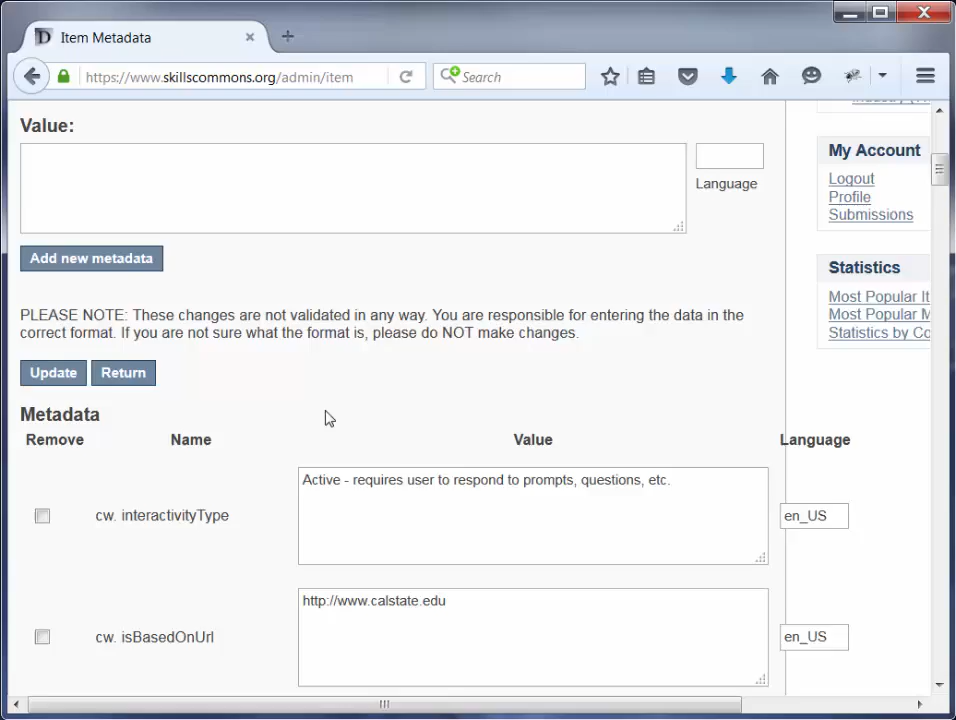 Item Metadata
https://www.skillscommons.org/admin/item
Search
Value:
Language
Add new metadata
PLEASE NOTE: These changes are not validated in any way. You are responsible for entering the data in the
correct format. If you are not sure what the format is, please do NOT make changes.
Update Return
Metadata
Remove Name Value Language
cw. interactivityType Active - requires user to respond to prompts, questions, etc. en_US
cw. isBasedOnUrl http://www.calstate.edu en_US
My Account
Logout
Profile
Submissions
Statistics
Most Popular It
Most Popular M
Statistics by Co